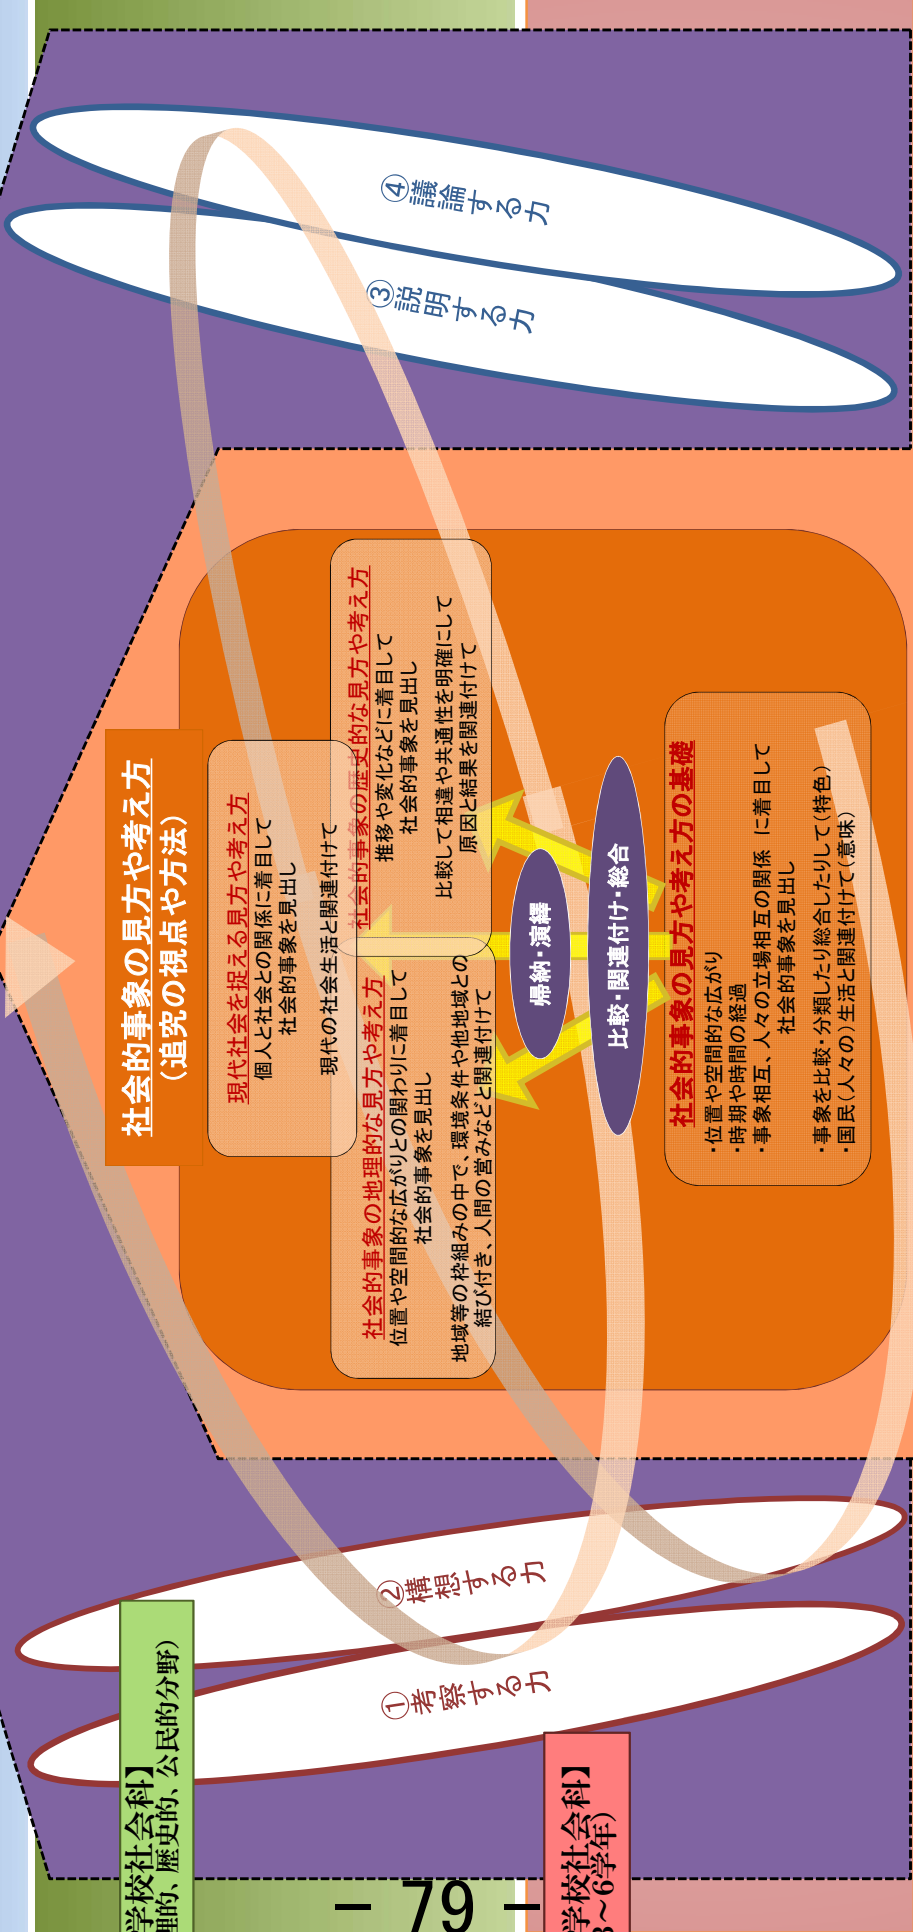 社会的事象の見方や考え方
（追究の視点や方法）
現代社会を捉える見方や考え方
個人と社会との関係に着目して
社会的事象を見出し
現代の社会生活と関連付けて
社会的事象の地理的な見方や考え方
位置や空間的な広がりとの関わりに着目して
社会的事象を見出し
地域等の枠組みの中で、環境条件や他地域との
結び付き、人間の営みなどと関連付けて
社会的事象の歴史的な見方や考え方
推移や変化などに着目して
社会的事象を見出し
比較して相違や共通性を明確にして
原因と結果を関連付けて
帰納・演繹
比較・関連付け・総合
社会的事象の見方や考え方の基礎
・位置や空間的な広がり
・時期や時間の経過
・事象相互、人々の立場相互の関係 に着目して
社会的事象を見出し
・事象を比較・分類したり総合したりして（特色）
・国民（人々の）生活と関連付けて（意味）
①考察する力
②構想する力
③説明する力
④議論する力
学校社会科】
理的、歴史的、公民的分野）
学校社会科】
～6学年）
－ 79 －